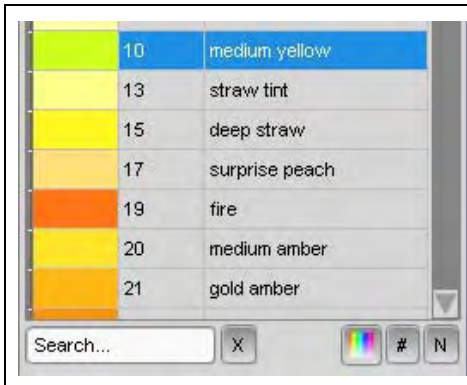 10 medium yellow
13 straw tint
15 deep straw
17 surprise peach
19 fire
20 medium amber
21 gold amber
Search... X # N